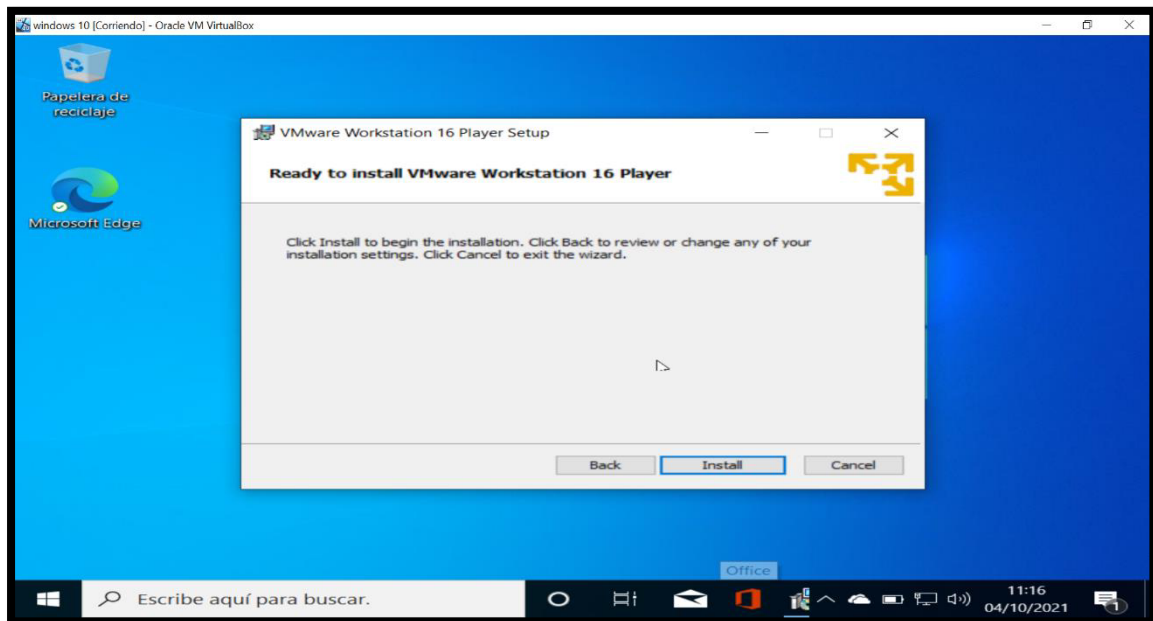 windows 10 [Corriendo] - Oracle VM VirtualBox
Papelera de
reciclaje
Microsoft Edge
VMware Workstation 16 Player Setup
Ready to install VMware Workstation 16 Player
Click Install to begin the installation. Click Back to review or change any of your
installation settings. Click Cancel to exit the wizard.
Back
Install
Cancel
Office
Escribe aquí para buscar.
11:16
04/10/2021
1